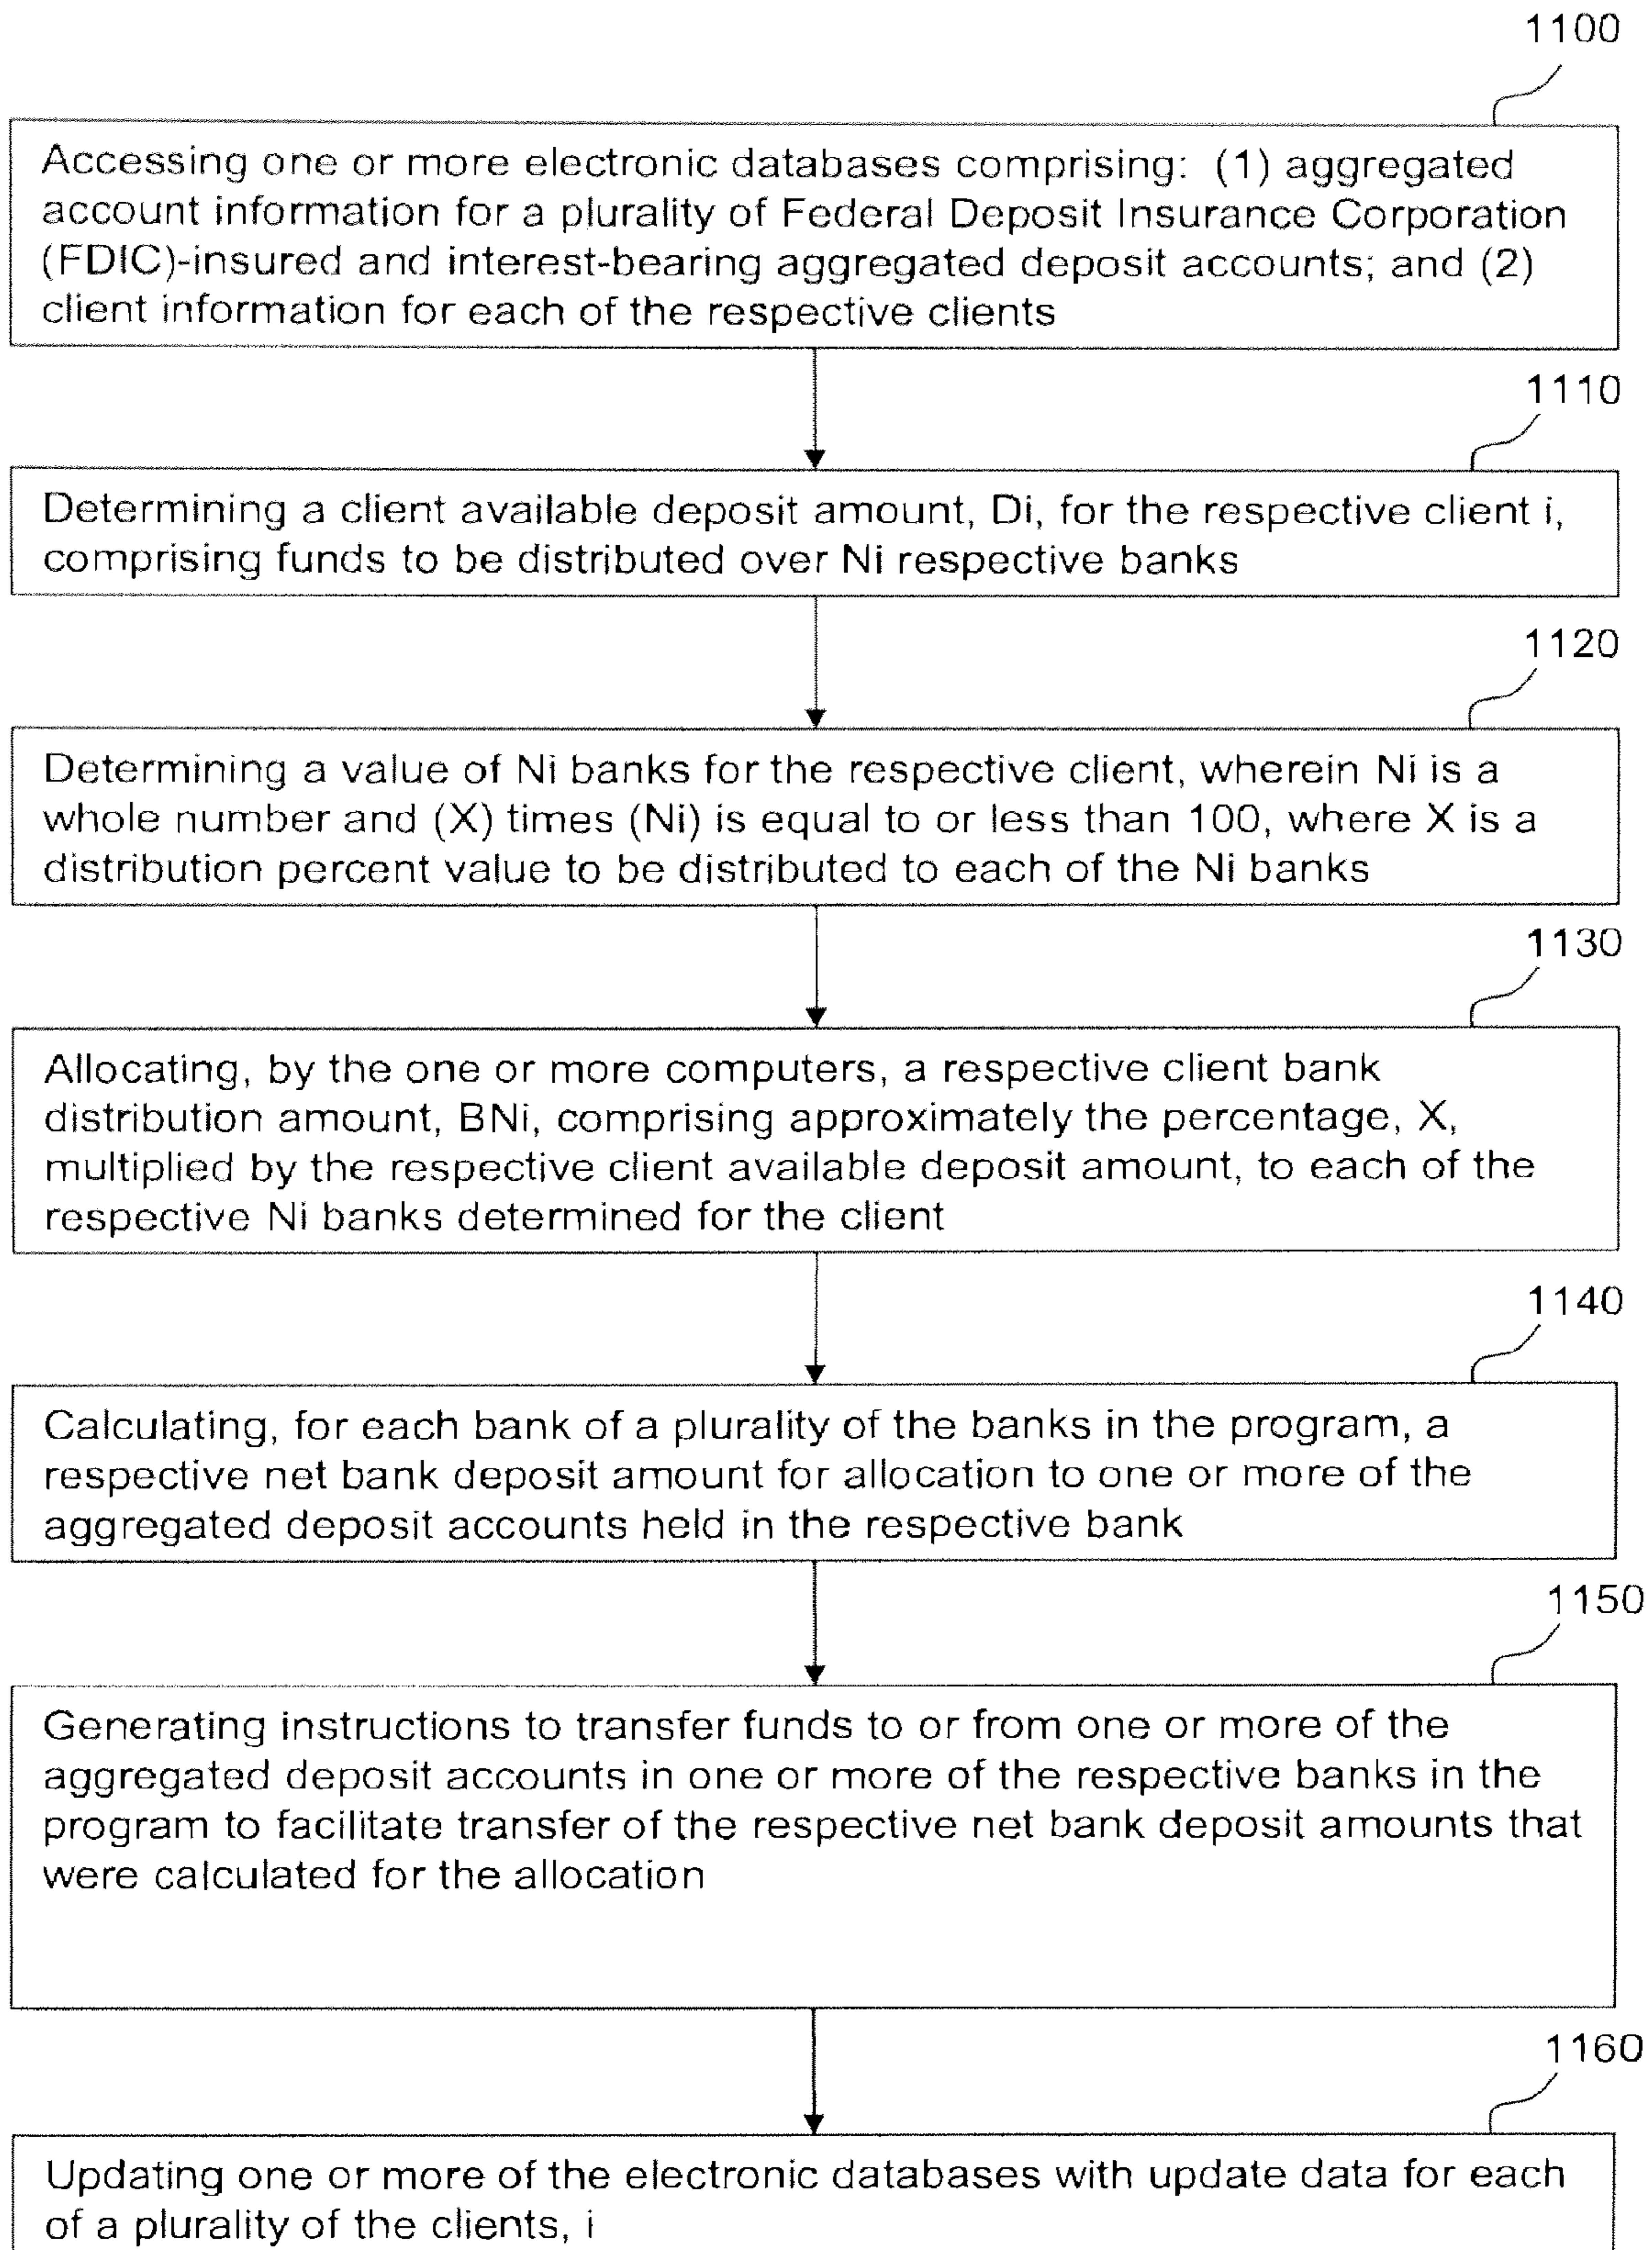 1100
Accessing one or more electronic databases comprising: (1) aggregated
account information for a plurality of Federal Deposit Insurance Corporation
(FDIC)-insured and interest-bearing aggregated deposit accounts; and (2)
client information for each of the respective clients
1110
Determining a client available deposit amount, Di, for the respective client i,
comprising funds to be distributed over Ni respective banks
1120
Determining a value of Ni banks for the respective client, wherein Ni is a
whole number and (X) times (Ni) is equal to or less than 100, where X is a
distribution percent value to be distributed to each of the Ni banks
1130
Allocating, by the one or more computers, a respective client bank
distribution amount, BNi, comprising approximately the percentage, X,
multiplied by the respective client available deposit amount, to each of the
respective Ni banks determined for the client
1140
Calculating, for each bank of a plurality of the banks in the program, a
respective net bank deposit amount for allocation to one or more of the
aggregated deposit accounts held in the respective bank
1150
Generating instructions to transfer funds to or from one or more of the
aggregated deposit accounts in one or more of the respective banks in the
program to facilitate transfer of the respective net bank deposit amounts that
were calculated for the allocation
1160
Updating one or more of the electronic databases with update data for each
of a plurality of the clients, i